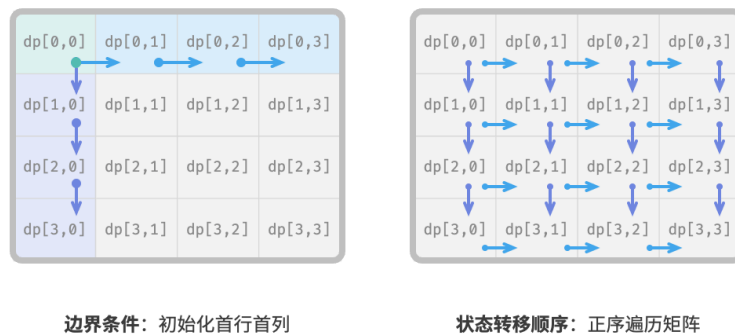 dp[0,0] dp[0,1] dp[0,2] dp[0,3]
dp[1,0] dp[1,1] dp[1,2] dp[1,3]
dp[2,0] dp[2,1] dp[2,2] dp[2,3]
dp[3,0] dp[3,1] dp[3,2] dp[3,3]
边界条件：初始化首行首列
dp[0,0] dp[0,1] dp[0,2] dp[0,3]
dp[1,0] dp[1,1] dp[1,2] dp[1,3]
dp[2,0] dp[2,1] dp[2,2] dp[2,3]
dp[3,0] dp[3,1] dp[3,2] dp[3,3]
状态转移顺序：正序遍历矩阵